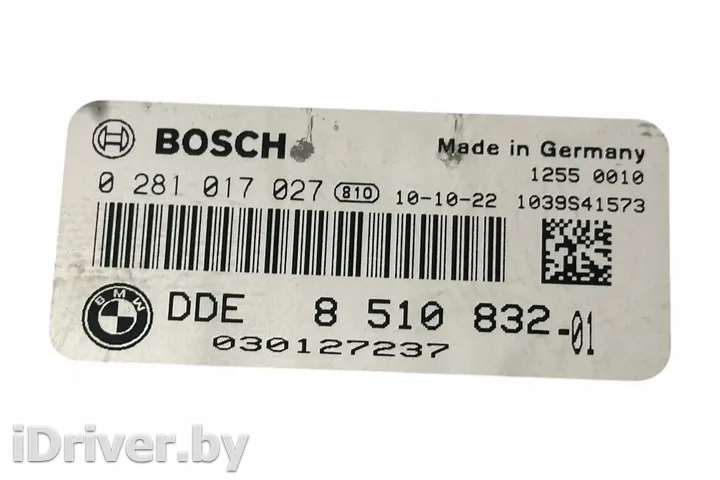 BOSCH
Made in Germany
1255 0010
0 281 017 027 810 10-10-22 1039S41573
BMW
DDE 8 510 832-01
030127237
iDriver.by